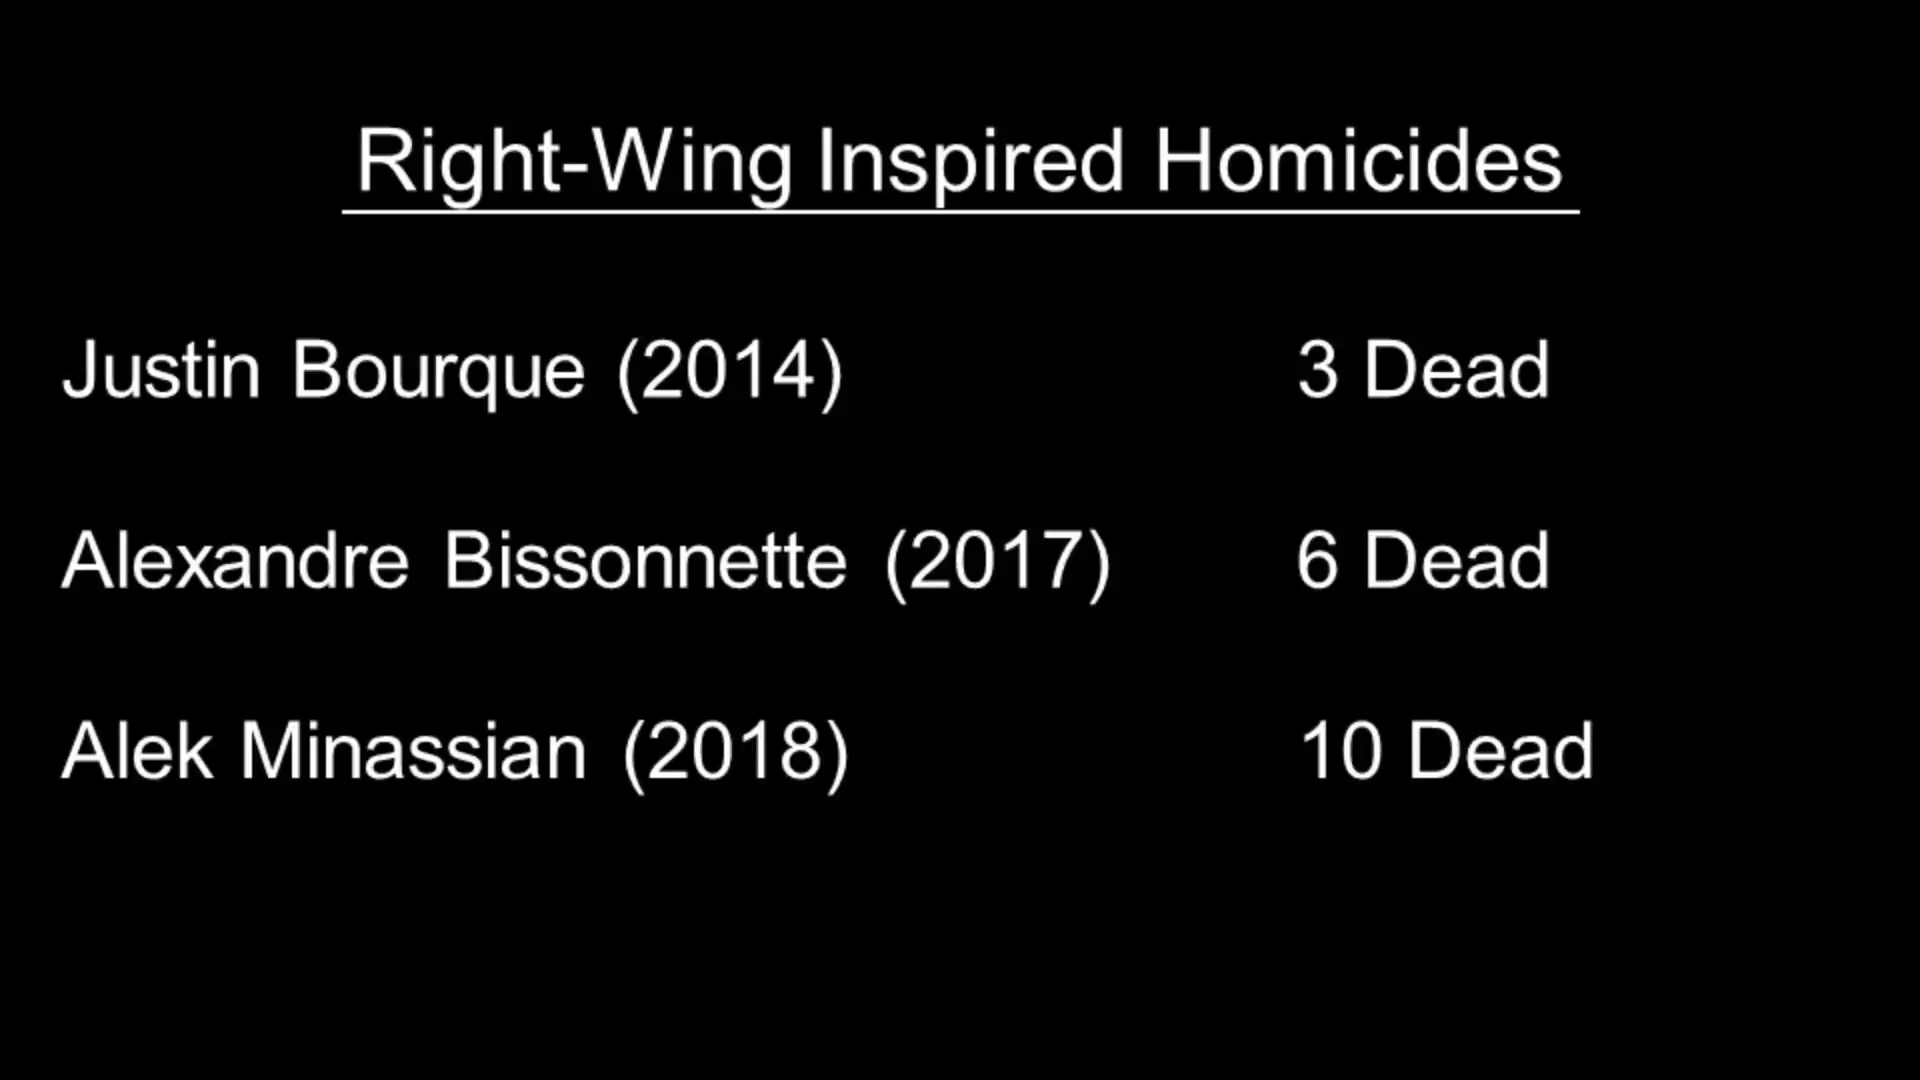 Right-Wing Inspired Homicides
Justin Bourque (2014) 3 Dead
Alexandre Bissonnette (2017) 6 Dead
Alek Minassian (2018) 10 Dead